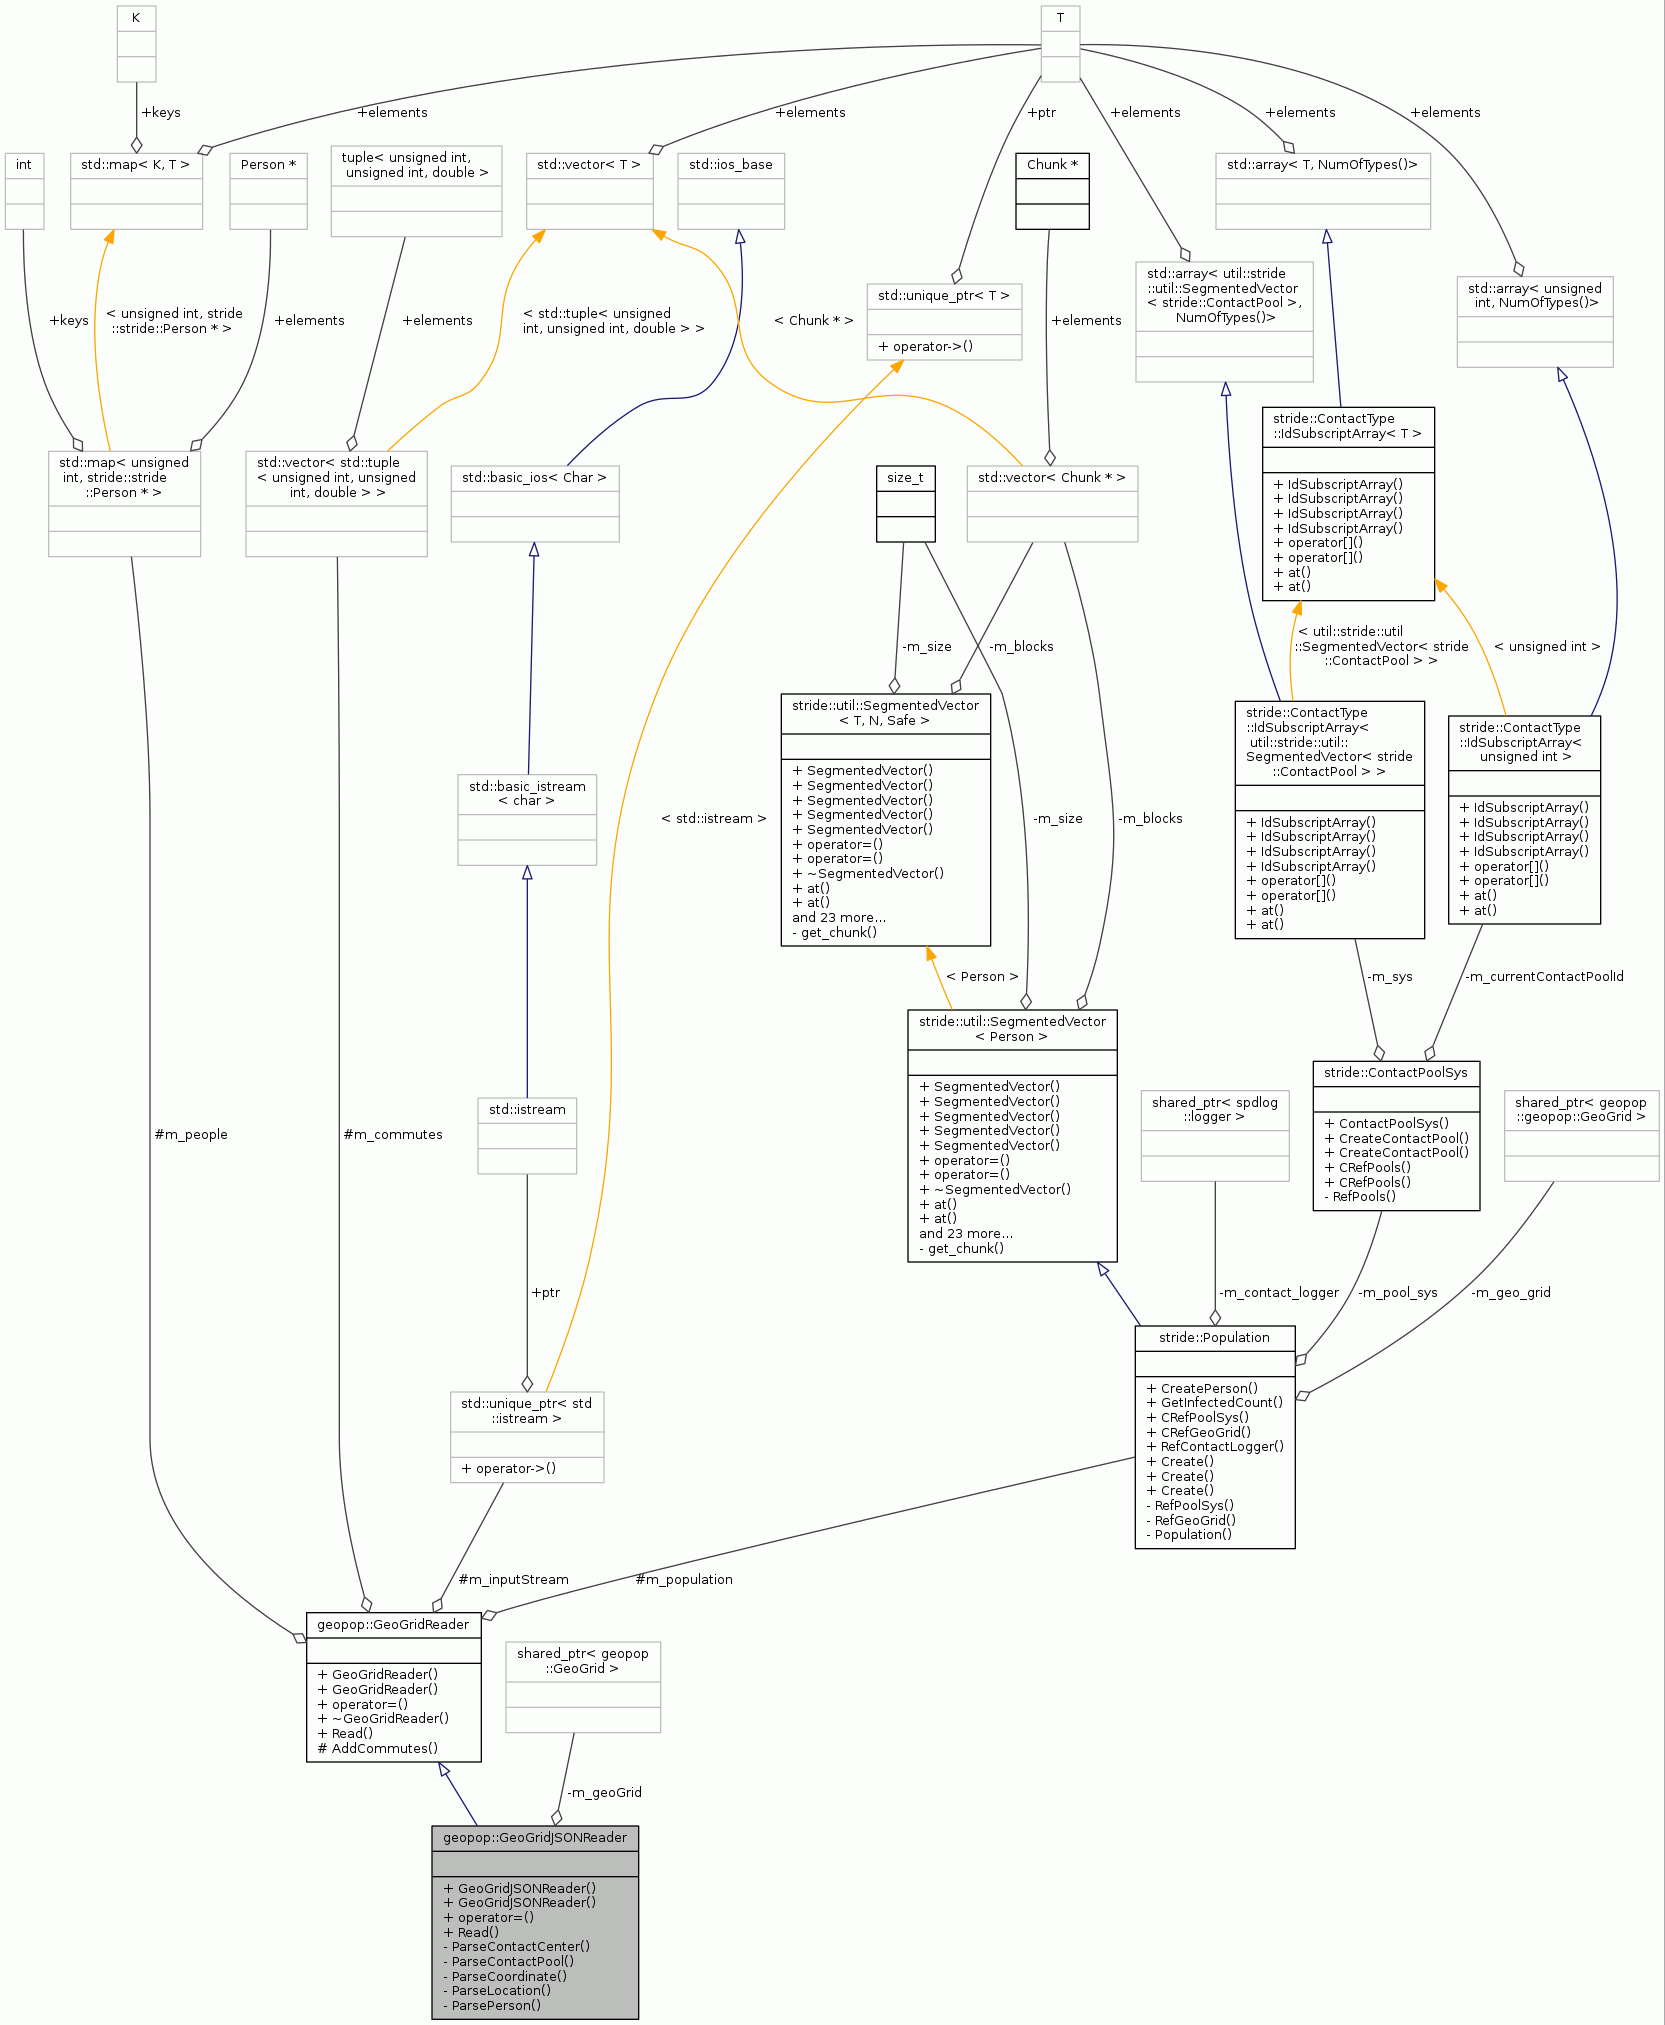 K
T
+keys
+elements
+elements
+ptr
+elements
+elements
+elements
int
std::map< K, T >
Person *
tuple< unsigned int,
unsigned int, double >
std::vector< T >
std::ios_base
Chunk *
std::array< T, NumOfTypes()>
std::array< util::stride
::util::SegmentedVector
< stride::ContactPool >,
NumOfTypes()>
std::array< unsigned
int, NumOfTypes()>
std::unique_ptr< T >
+ operator->()
+keys
< unsigned int, stride
::stride::Person * >
+elements
+elements
< std::tuple< unsigned
int, unsigned int, double > >
< Chunk * >
+elements
stride::ContactType
::IdSubscriptArray< T >
+ IdSubscriptArray()
+ IdSubscriptArray()
+ IdSubscriptArray()
+ IdSubscriptArray()
+ operator[]()
+ operator[]()
+ at()
+ at()
std::map< unsigned
int, stride::stride
::Person * >
std::vector< std::tuple
< unsigned int, unsigned
int, double > >
std::basic_ios< Char >
size_t
std::vector< Chunk * >
-m_size
-m_blocks
< util::stride::util
::SegmentedVector< stride
::ContactPool > >
< unsigned int >
stride::util::SegmentedVector
< T, N, Safe >
+ SegmentedVector()
+ SegmentedVector()
+ SegmentedVector()
+ SegmentedVector()
+ SegmentedVector()
+ operator=()
+ operator=()
+ ~SegmentedVector()
+ at()
+ at()
and 23 more...
- get_chunk()
stride::ContactType
::IdSubscriptArray<
util::stride::util::
SegmentedVector< stride
::ContactPool > >
+ IdSubscriptArray()
+ IdSubscriptArray()
+ IdSubscriptArray()
+ IdSubscriptArray()
+ operator[]()
+ operator[]()
+ at()
+ at()
stride::ContactType
::IdSubscriptArray<
unsigned int >
+ IdSubscriptArray()
+ IdSubscriptArray()
+ IdSubscriptArray()
+ IdSubscriptArray()
+ operator[]()
+ operator[]()
+ at()
+ at()
std::basic_istream
< char >
< std::istream >
-m_size
-m_blocks
< Person >
-m_sys
-m_currentContactPoolId
stride::util::SegmentedVector
< Person >
+ SegmentedVector()
+ SegmentedVector()
+ SegmentedVector()
+ SegmentedVector()
+ SegmentedVector()
+ operator=()
+ operator=()
+ ~SegmentedVector()
+ at()
+ at()
and 23 more...
- get_chunk()
std::istream
shared_ptr< spdlog
::logger >
stride::ContactPoolSys
+ ContactPoolSys()
+ CreateContactPool()
+ CreateContactPool()
+ CRefPools()
+ CRefPools()
- RefPools()
shared_ptr< geopop
::geopop::GeoGrid >
#m_people
#m_commutes
+ptr
-m_contact_logger
-m_pool_sys
-m_geo_grid
stride::Population
+ CreatePerson()
+ GetInfectedCount()
+ CRefPoolSys()
+ CRefGeoGrid()
+ RefContactLogger()
+ Create()
+ Create()
+ Create()
- RefPoolSys()
- RefGeoGrid()
- Population()
std::unique_ptr< std
::istream >
+ operator->()
#m_inputStream
#m_population
geopop::GeoGridReader
+ GeoGridReader()
+ GeoGridReader()
+ operator=()
+ ~GeoGridReader()
+ Read()
# AddCommutes()
shared_ptr< geopop
::GeoGrid >
-m_geoGrid
geopop::GeoGridJSONReader
+ GeoGridJSONReader()
+ GeoGridJSONReader()
+ operator=()
+ Read()
- ParseContactCenter()
- ParseContactPool()
- ParseCoordinate()
- ParseLocation()
- ParsePerson()